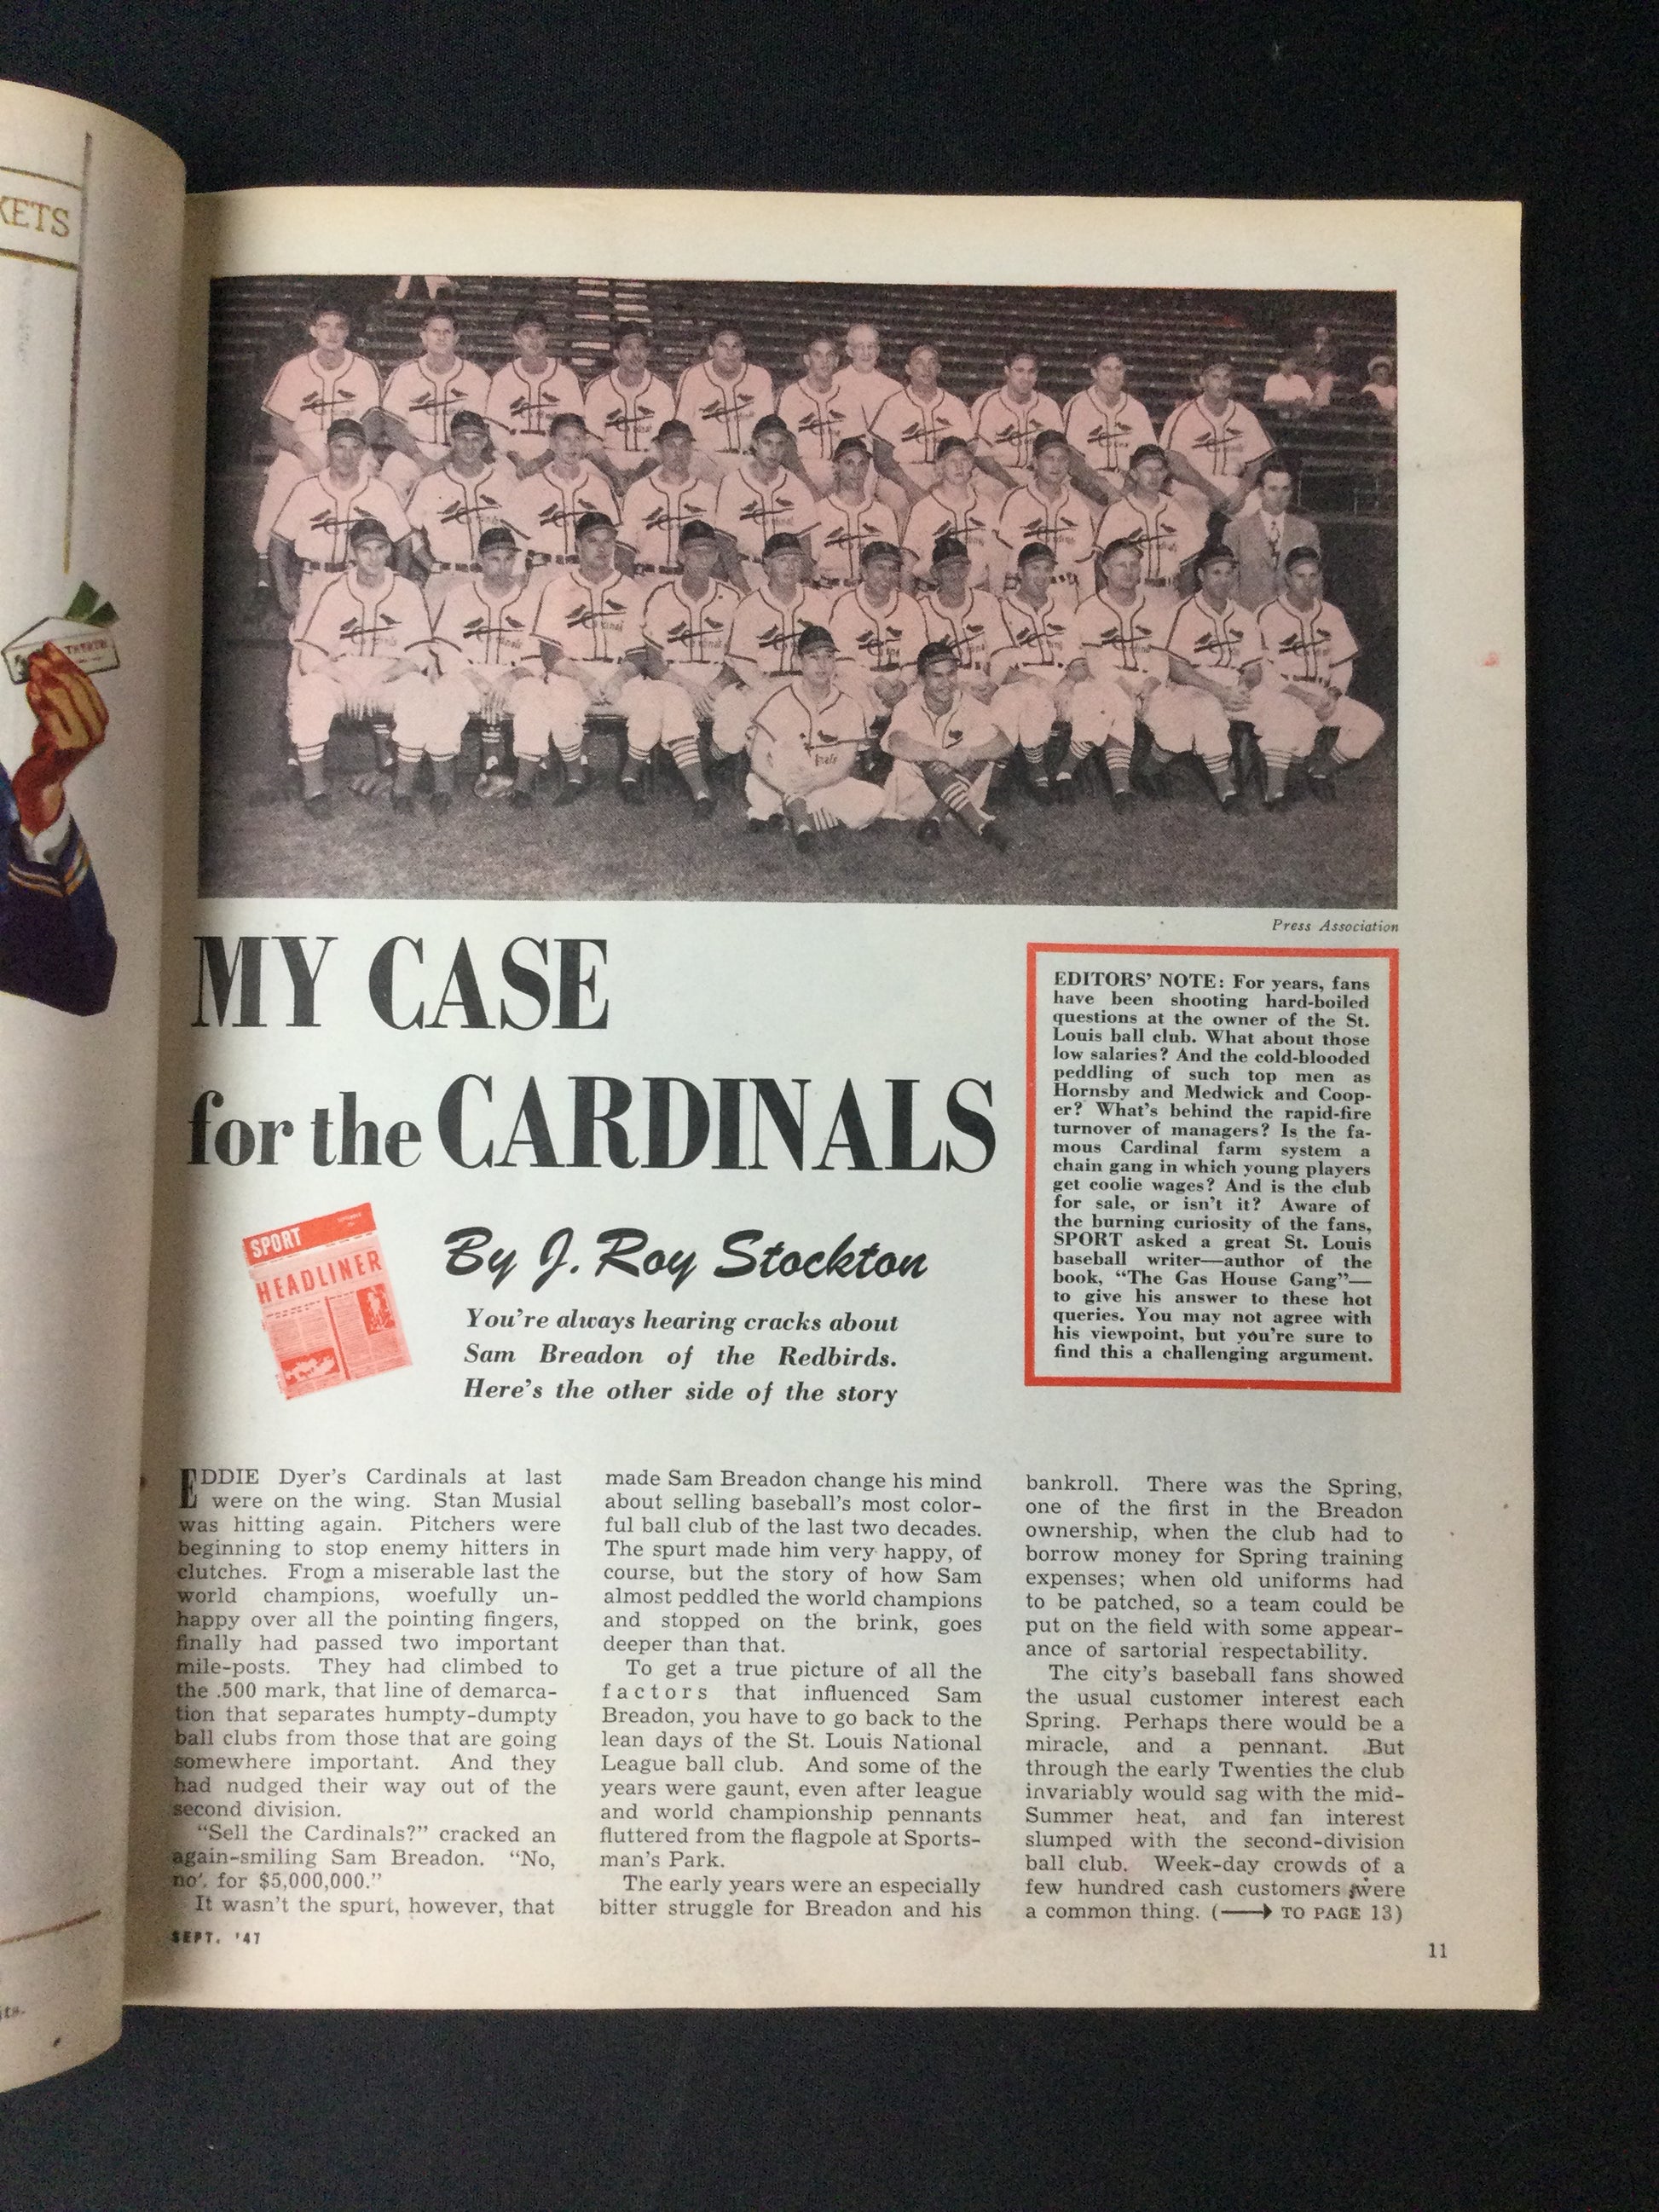 KETS
Press Association
MY CASE
for the CARDINALS
SPORT
HEADLINER
By J. Roy Stockton
You're always hearing cracks about
Sam Breadon of the Redbirds.
Here's the other side of the story
EDITORS' NOTE: For years, fans
have been shooting hard-boiled
questions at the owner of the St.
Louis ball club. What about those
low salaries? And the cold-blooded
peddling of such top men as
Hornsby and Medwick and Coop-
er? What's behind the rapid-fire
turnover of managers? Is the fa-
mous Cardinal farm system a
chain gang in which young players
get coolie wages? And is the club
for sale, or isn't it? Aware of
the burning curiosity of the fans,
SPORT asked a great St. Louis
baseball writer—author of the
book, "The Gas House Gang"—
to give his answer to these hot
queries. You may not agree with
his viewpoint, but you're sure to
find this a challenging argument.
EDDIE Dyer's Cardinals at last
were on the wing. Stan Musial
was hitting again. Pitchers were
beginning to stop enemy hitters in
clutches. From a miserable last the
world champions, woefully un-
happy over all the pointing fingers,
finally had passed two important
mile-posts. They had climbed to
the .500 mark, that line of demarca-
tion that separates humpty-dumpty
ball clubs from those that are going
somewhere important. And they
had nudged their way out of the
second division.
"Sell the Cardinals?" cracked an
again-smiling Sam Breadon. "No,
not for $5,000,000."
It wasn't the spurt, however, that
made Sam Breadon change his mind
about selling baseball's most color-
ful ball club of the last two decades.
The spurt made him very happy, of
course, but the story of how Sam
almost peddled the world champions
and stopped on the brink, goes
deeper than that.
To get a true picture of all the
factors that influenced Sam
Breadon, you have to go back to the
lean days of the St. Louis National
League ball club. And some of the
years were gaunt, even after league
and world championship pennants
fluttered from the flagpole at Sports-
man's Park.
The early years were an especially
bitter struggle for Breadon and his
bankroll. There was the Spring,
one of the first in the Breadon
ownership, when the club had to
borrow money for Spring training
expenses; when old uniforms had
to be patched, so a team could be
put on the field with some appear-
ance of sartorial respectability.
The city's baseball fans showed
the usual customer interest each
Spring. Perhaps there would be a
miracle, and a pennant. But
through the early Twenties the club
invariably would sag with the mid-
Summer heat, and fan interest
slumped with the second-division
ball club. Week-day crowds of a
few hundred cash customers were
a common thing. (⟶ TO PAGE 13)
SEPT. '47
11